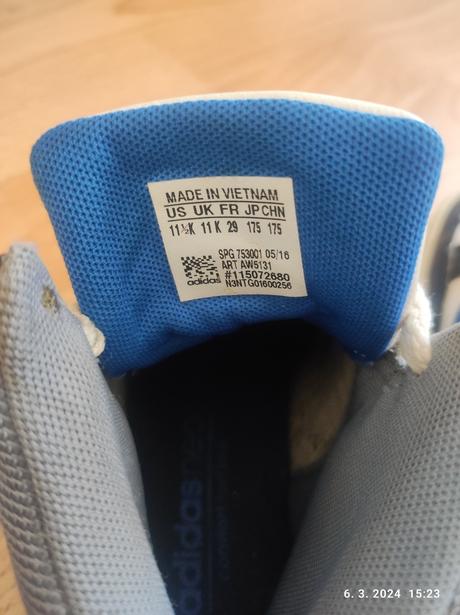 MADE IN VIETNAM
US UK FR JP CHN
11½K 11K 29 175 175
SPG 753001 05/16
ART AW5131
#115072680
adidas N3NTG01600256
adidas neo
6. 3. 2024 15:23